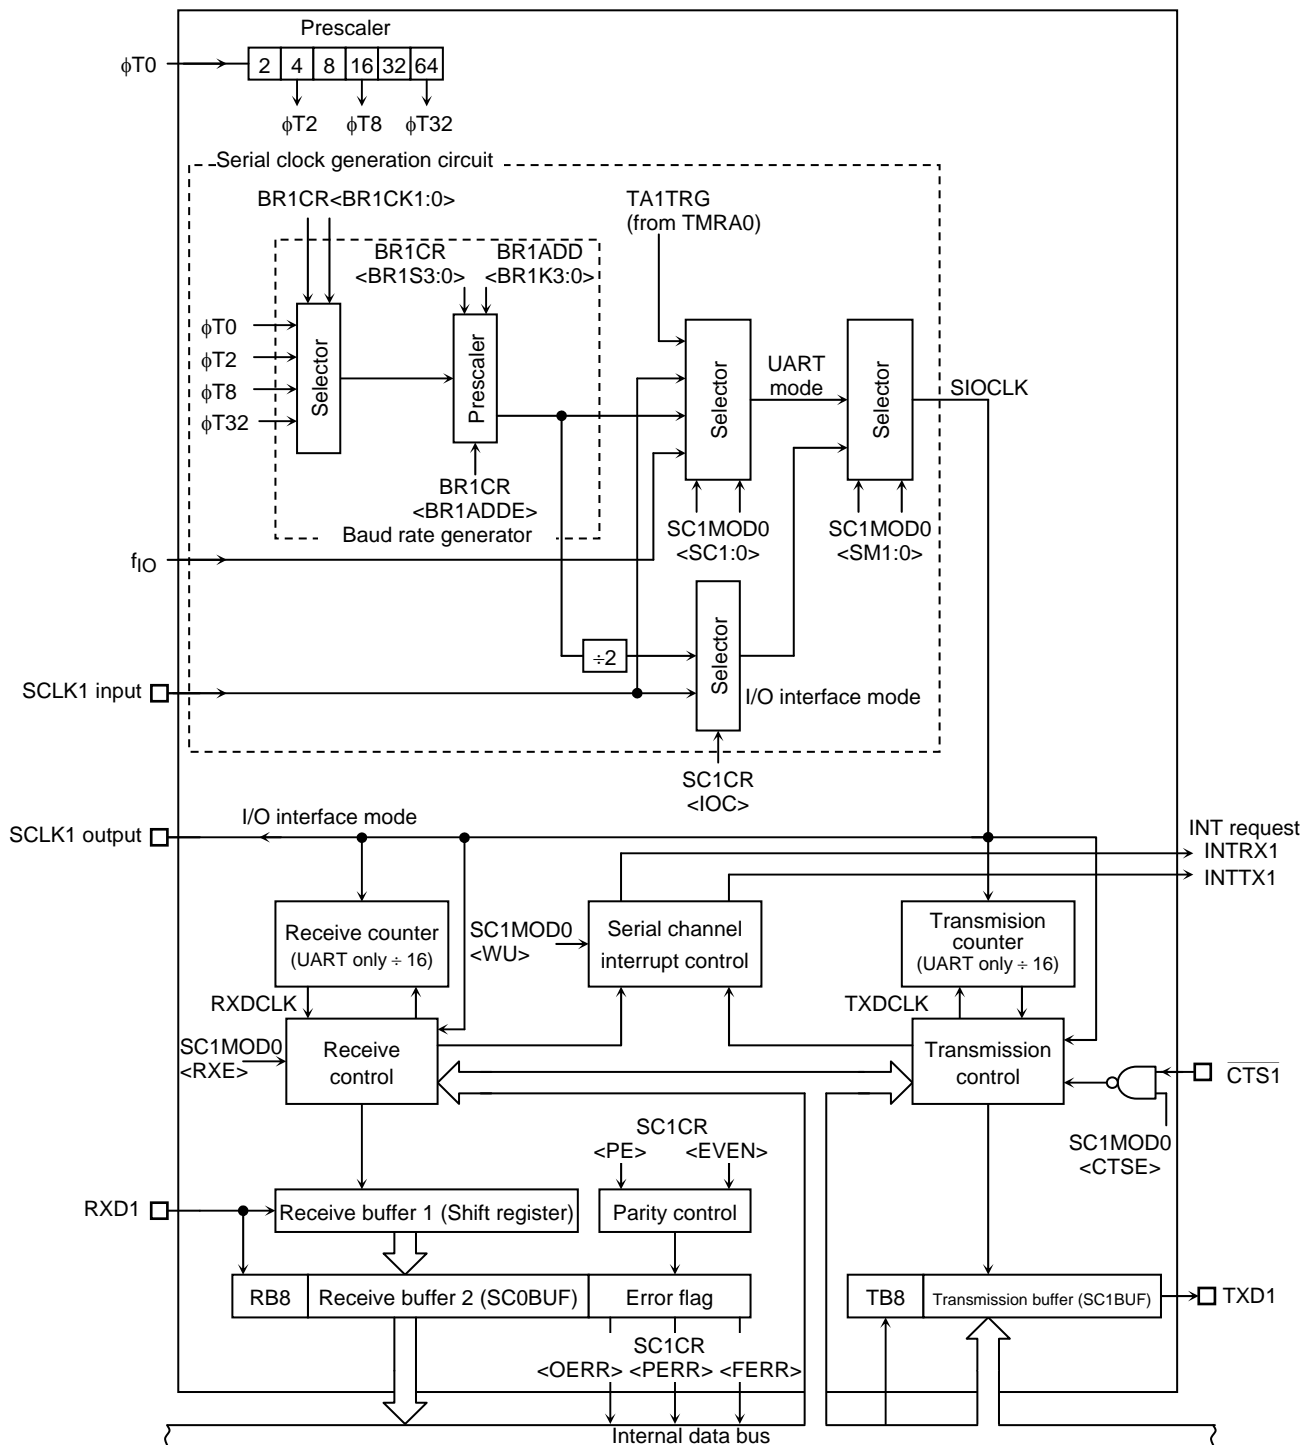 Prescaler
ϕT0
2 4 8 16 32 64
ϕT2 ϕT8 ϕT32
Serial clock generation circuit
BR1CR<BR1CK1:0>
TA1TRG
(from TMRA0)
BR1CR
<BR1S3:0>
BR1ADD
<BR1K3:0>
ϕT0
ϕT2
ϕT8
ϕT32
Selector
Prescaler
Selector
UART
mode
Selector
SIOCLK
BR1CR
<BR1ADDE>
Baud rate generator
SC1MOD0
<SC1:0>
SC1MOD0
<SM1:0>
fIO
÷2
Selector
SCLK1 input
I/O interface mode
SC1CR
<IOC>
I/O interface mode
SCLK1 output
INT request
INTRX1
INTTX1
Receive counter
(UART only ÷ 16)
SC1MOD0
<WU>
Serial channel
interrupt control
Transmision
counter
(UART only ÷ 16)
RXDCLK
TXDCLK
SC1MOD0
<RXE>
Receive
control
Transmission
control
CTS1
SC1MOD0
<CTSE>
SC1CR
<PE> <EVEN>
RXD1
Receive buffer 1 (Shift register)
Parity control
RB8
Receive buffer 2 (SC0BUF)
Error flag
TB8
Transmission buffer (SC1BUF)
TXD1
SC1CR
<OERR> <PERR> <FERR>
Internal data bus